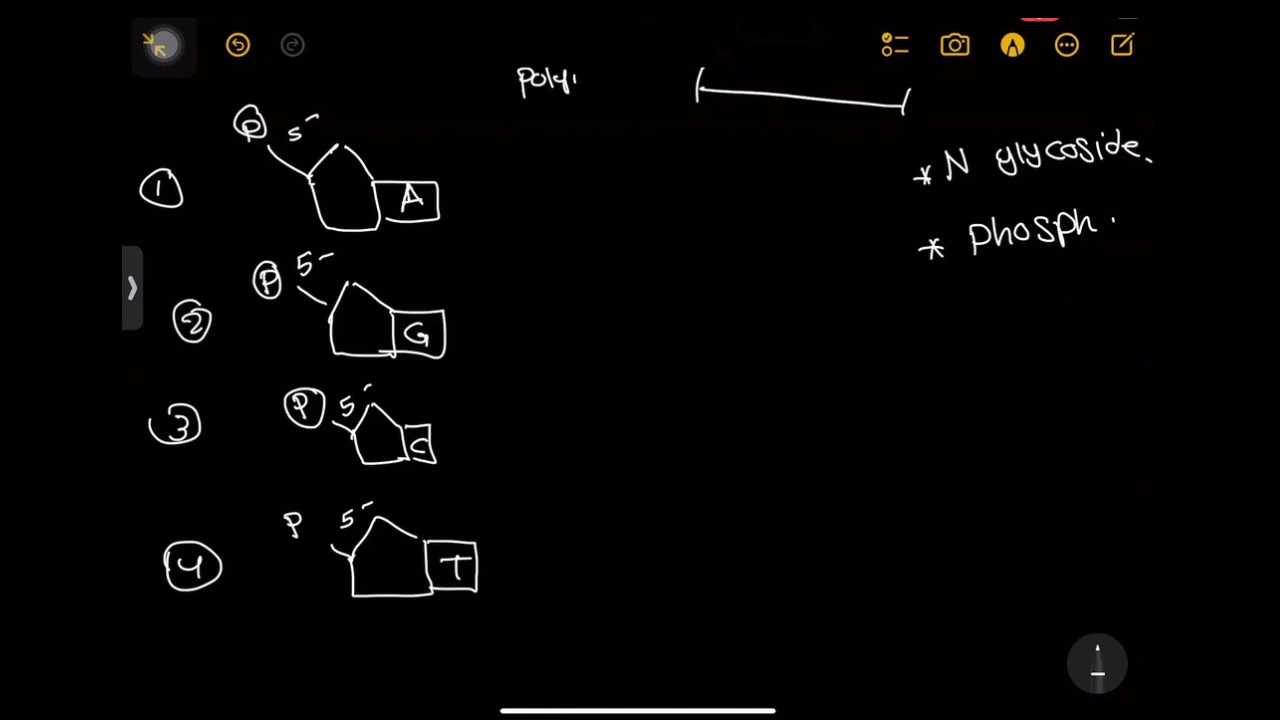 Poly
* N glycoside.
P 5-
① A
* Phosph.
P 5-
② G
P 5-
③ C
P 5-
④ T